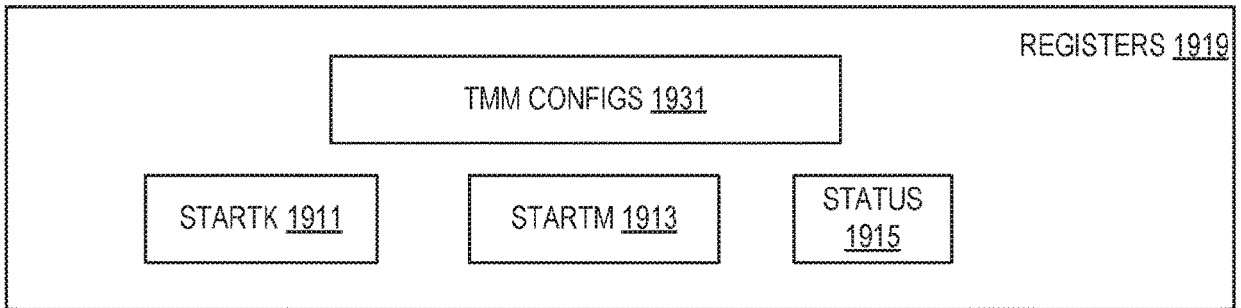 REGISTERS 1919
TMM CONFIGS 1931
STARTK 1911
STARTM 1913
STATUS
1915